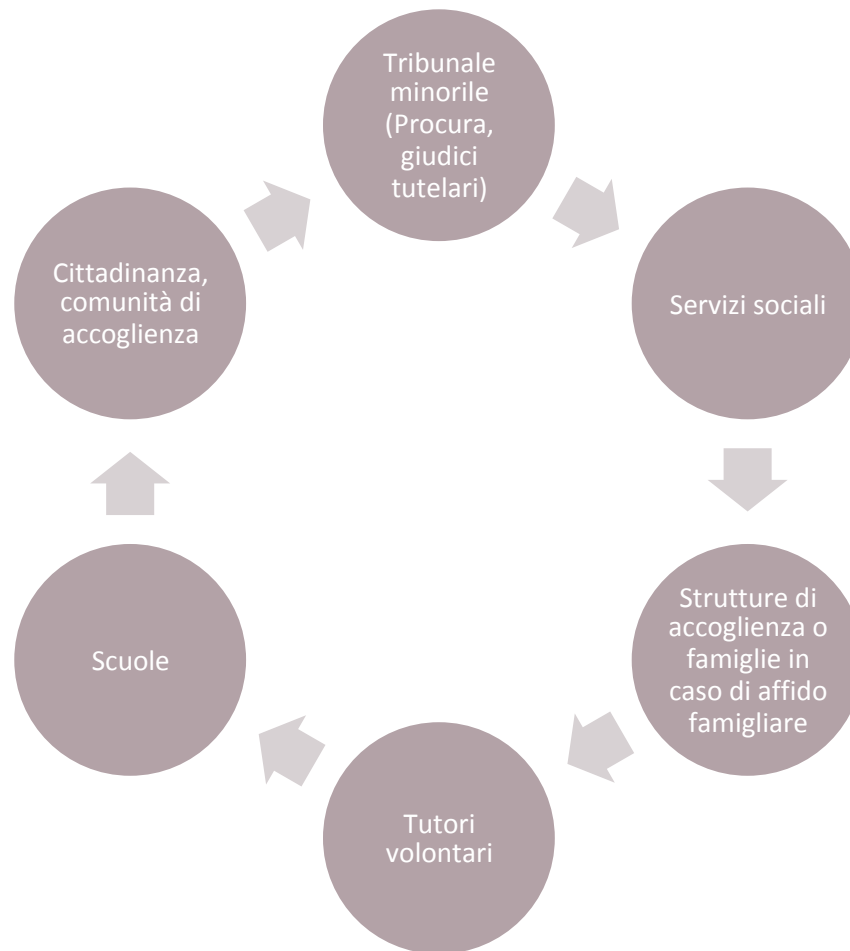 Tribunale
minorile
(Procura,
giudici
tutelari)
Servizi sociali
Strutture di
accoglienza o
famiglie in
caso di affido
famigliare
Tutori
volontari
Scuole
Cittadinanza,
comunità di
accoglienza